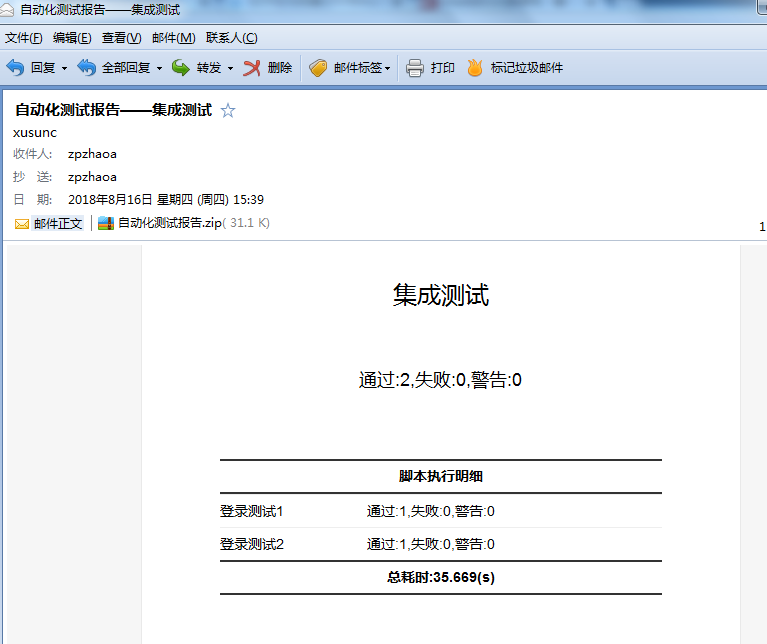 自动化测试报告——集成测试
文件(F) 编辑(E) 查看(V) 邮件(M) 联系人(C)
回复 全部回复 转发 删除 邮件标签 打印 标记垃圾邮件
自动化测试报告——集成测试
xusunc
收件人: zpzhaoa
抄 送: zpzhaoa
日 期: 2018年8月16日 星期四 (周四) 15:39
邮件正文 自动化测试报告.zip( 31.1 K)
1
集成测试
通过:2,失败:0,警告:0
脚本执行明细
登录测试1 通过:1,失败:0,警告:0
登录测试2 通过:1,失败:0,警告:0
总耗时:35.669(s)